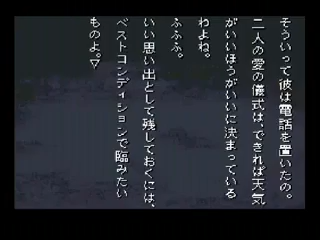 そういって彼は電話を置いたの。
二人の愛の儀式は、できれば天気
がいいほうがいいに決まっている
わよね。
ふふふ。
いい思い出として残しておくには、
ベストコンディションで臨みたい
ものよ。▽